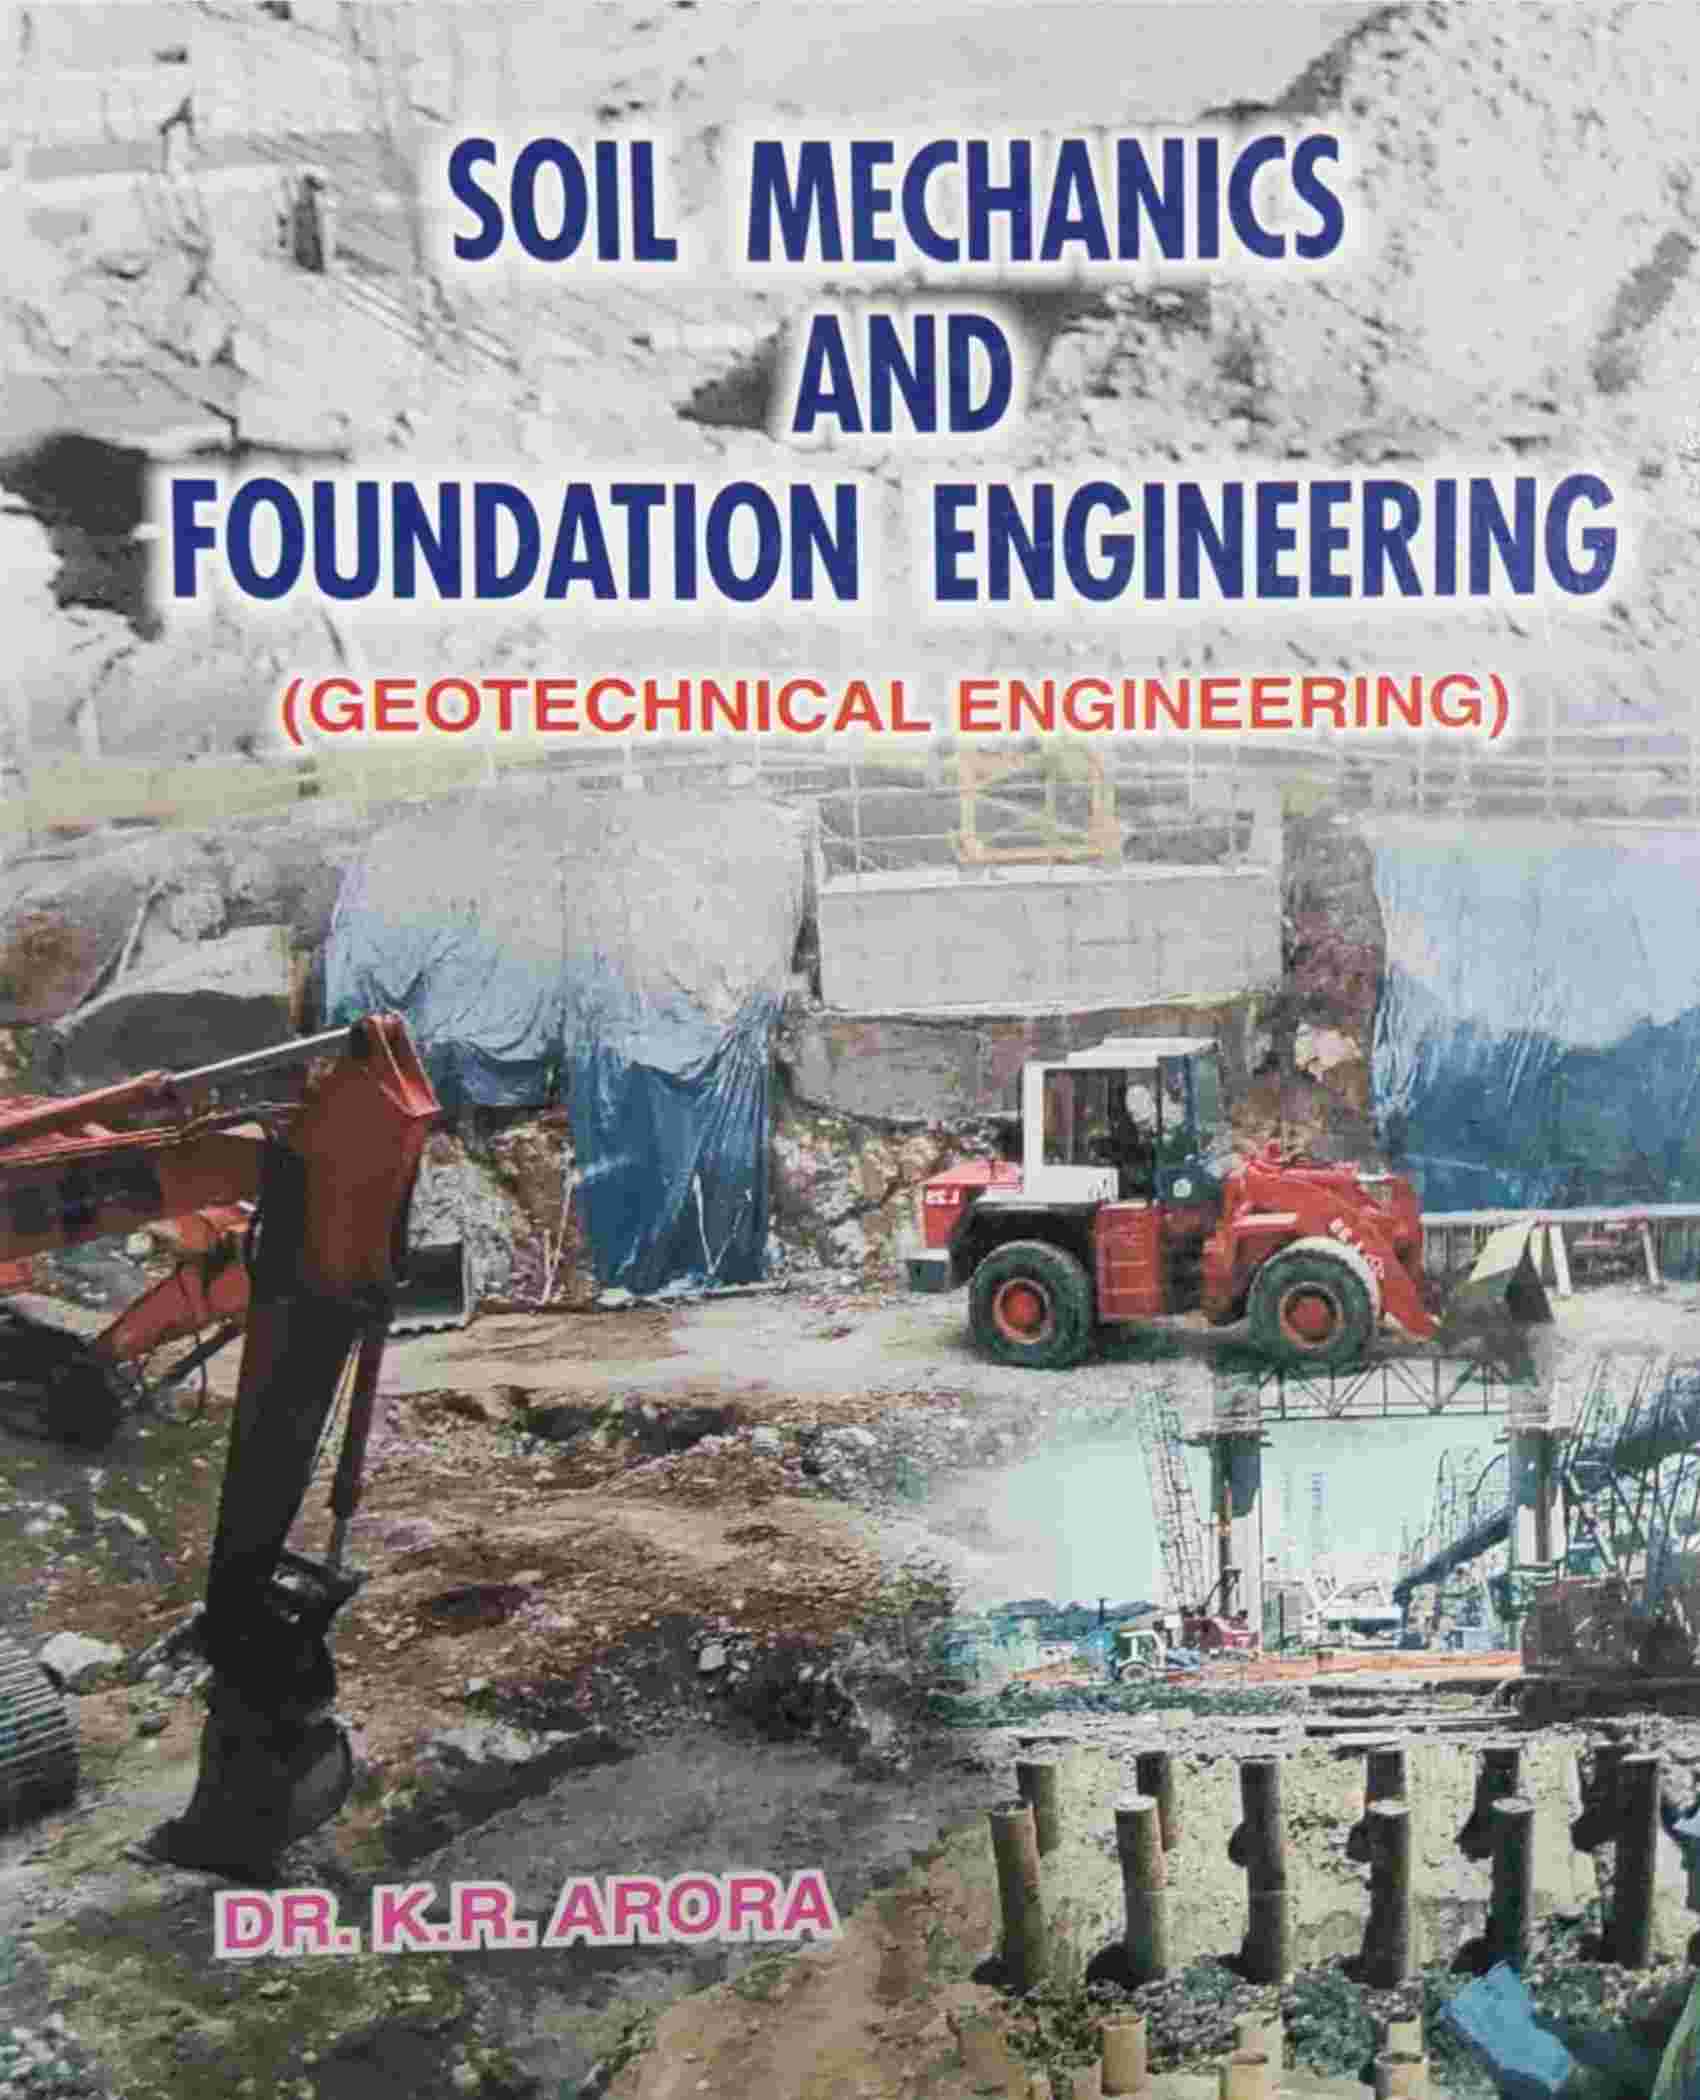 SOIL MECHANICS
AND
FOUNDATION ENGINEERING
(GEOTECHNICAL ENGINEERING)
DR. K.R. ARORA